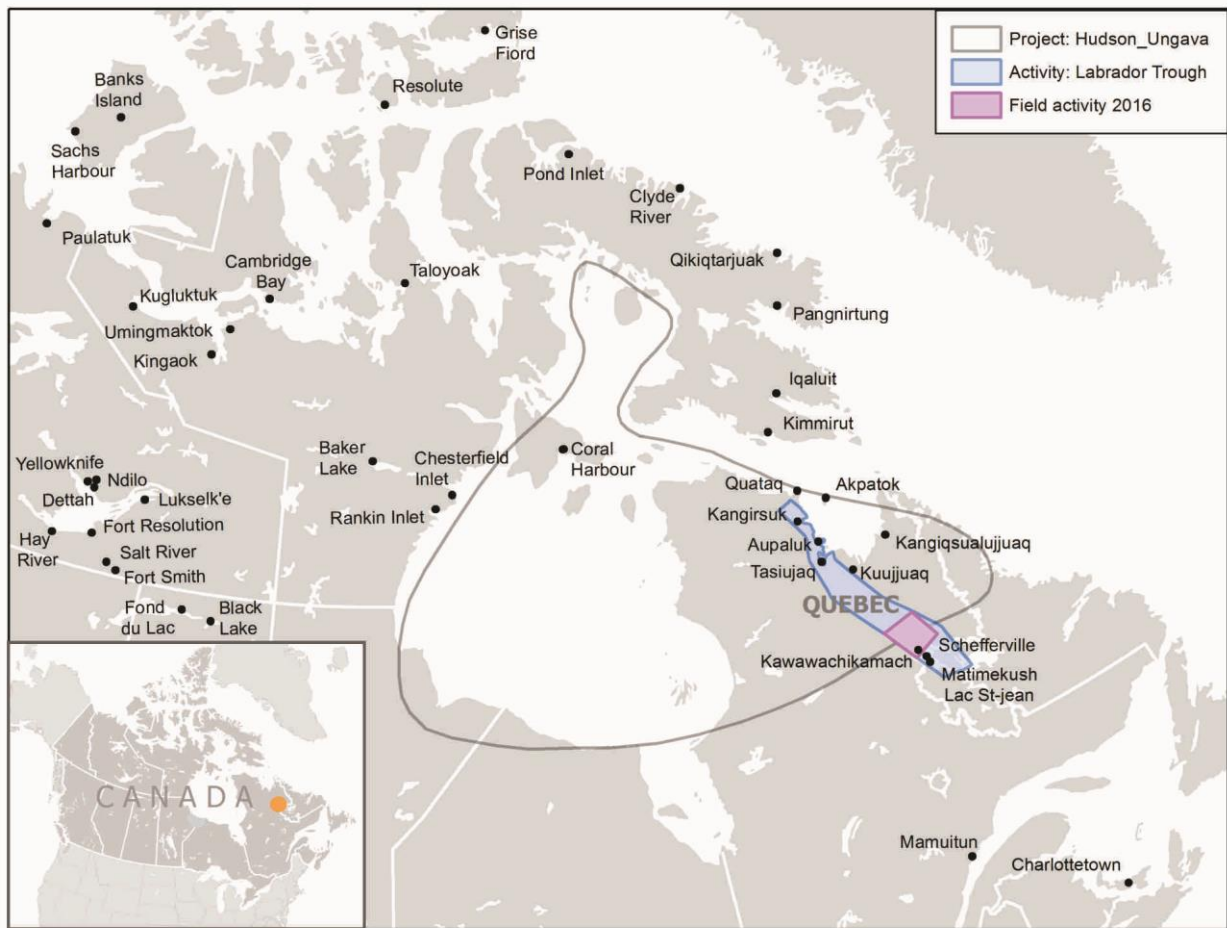 Project: Hudson_Ungava
Activity: Labrador Trough
Field activity 2016
Grise
Fiord
Resolute
Banks
Island
Sachs
Harbour
Pond Inlet
Clyde
River
Paulatuk
Qikiqtarjuak
Cambridge
Bay
Taloyoak
Kugluktuk
Pangnirtung
Umingmaktok
Kingaok
Iqaluit
Kimmirut
Baker
Lake
Chesterfield
Inlet
Coral
Harbour
Rankin Inlet
Yellowknife
Ndilo
Dettah
Lukselk'e
Hay
River
Fort Resolution
Salt River
Fort Smith
Fond
du Lac
Black
Lake
Quataq
Akpatok
Kangirsuk
Aupaluk
Kangiqsualujjuaq
Tasiujaq
Kuujjuaq
QUEBEC
Schefferville
Kawawachikamach
Matimekush
Lac St-jean
Mamuitun
Charlottetown
CANADA